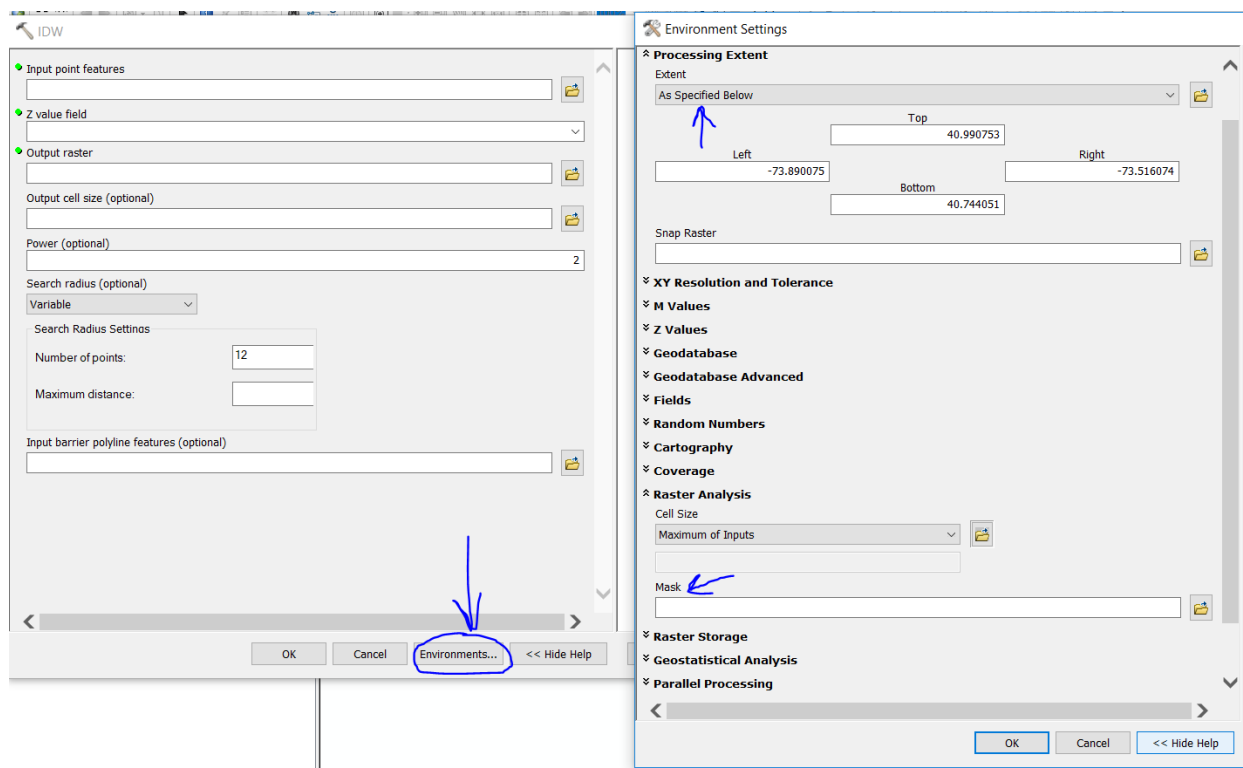 IDW
Input point features
Z value field
Output raster
Output cell size (optional)
Power (optional)
2
Search radius (optional)
Variable
Search Radius Settings
Number of points:
12
Maximum distance:
Input barrier polyline features (optional)
OK
Cancel
Environments...
<< Hide Help
Environment Settings
Processing Extent
Extent
As Specified Below
Top
40.990753
Left
Right
-73.890075
-73.516074
Bottom
40.744051
Snap Raster
XY Resolution and Tolerance
M Values
Z Values
Geodatabase
Geodatabase Advanced
Fields
Random Numbers
Cartography
Coverage
Raster Analysis
Cell Size
Maximum of Inputs
Mask
Raster Storage
Geostatistical Analysis
Parallel Processing
OK
Cancel
<< Hide Help